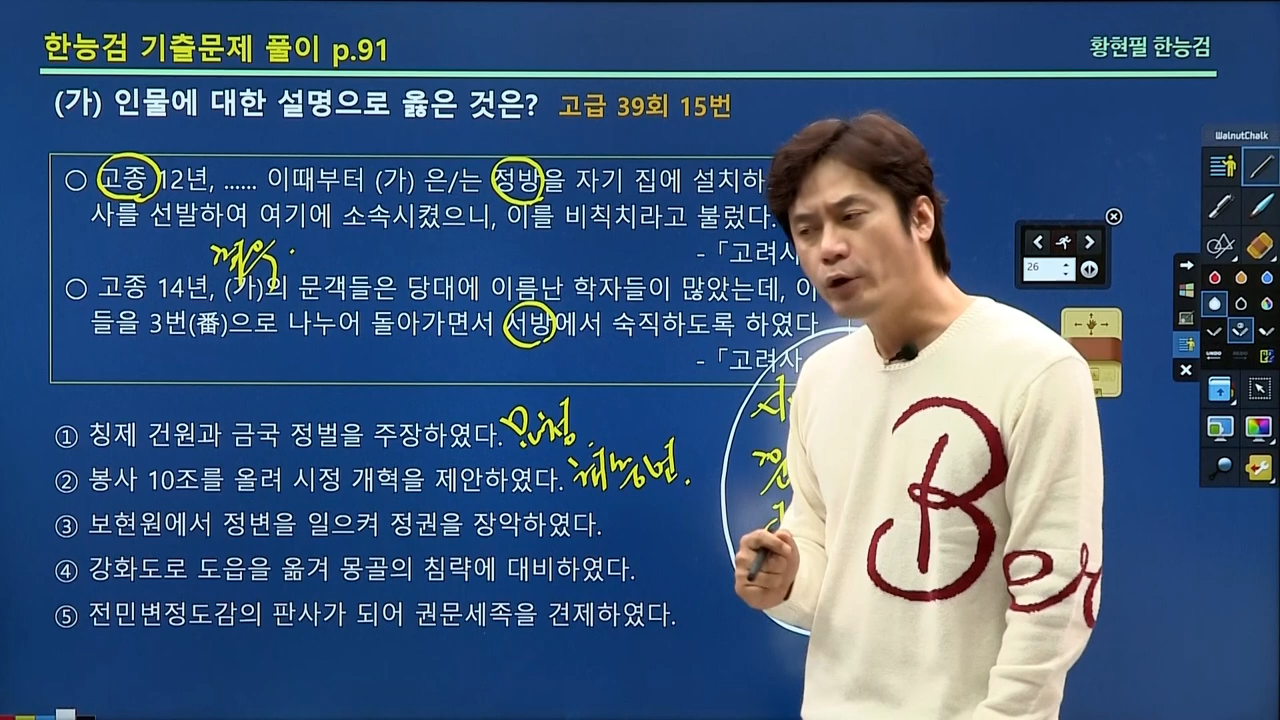 한능검 기출문제 풀이 p.91
황현필 한능검
(가) 인물에 대한 설명으로 옳은 것은? 고급 39회 15번
WalnutChalk
○ 고종 12년, ...... 이때부터 (가) 은/는 정방을 자기 집에 설치하
사를 선발하여 여기에 소속시켰으니, 이를 비칙치라고 불렀다.
-「고려사
○ 고종 14년, (가)의 문객들은 당대에 이름난 학자들이 많았는데, 이
들을 3번(番)으로 나누어 돌아가면서 서방에서 숙직하도록 하였다
-「고려사
26
① 칭제 건원과 금국 정벌을 주장하였다. 묘청
② 봉사 10조를 올려 시정 개혁을 제안하였다.
③ 보현원에서 정변을 일으켜 정권을 장악하였다.
④ 강화도로 도읍을 옮겨 몽골의 침략에 대비하였다.
⑤ 전민변정도감의 판사가 되어 권문세족을 견제하였다.
Ber